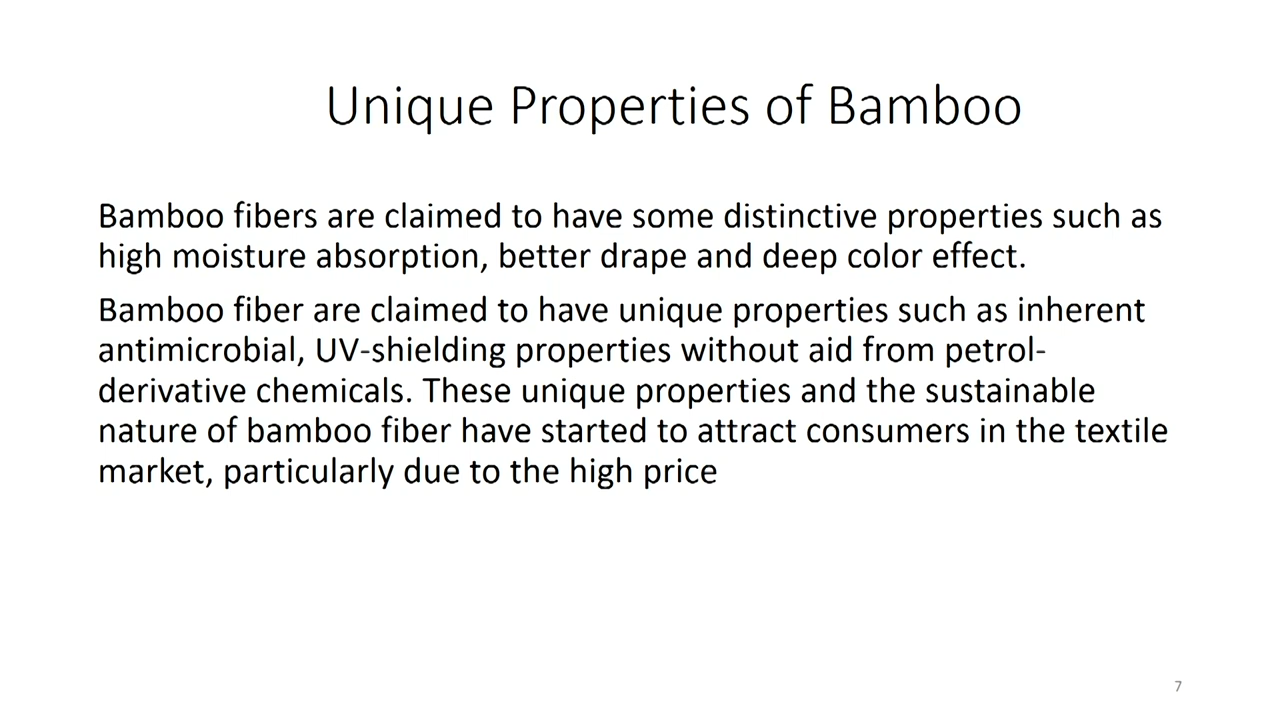 Unique Properties of Bamboo
Bamboo fibers are claimed to have some distinctive properties such as
high moisture absorption, better drape and deep color effect.
Bamboo fiber are claimed to have unique properties such as inherent
antimicrobial, UV-shielding properties without aid from petrol-
derivative chemicals. These unique properties and the sustainable
nature of bamboo fiber have started to attract consumers in the textile
market, particularly due to the high price
7